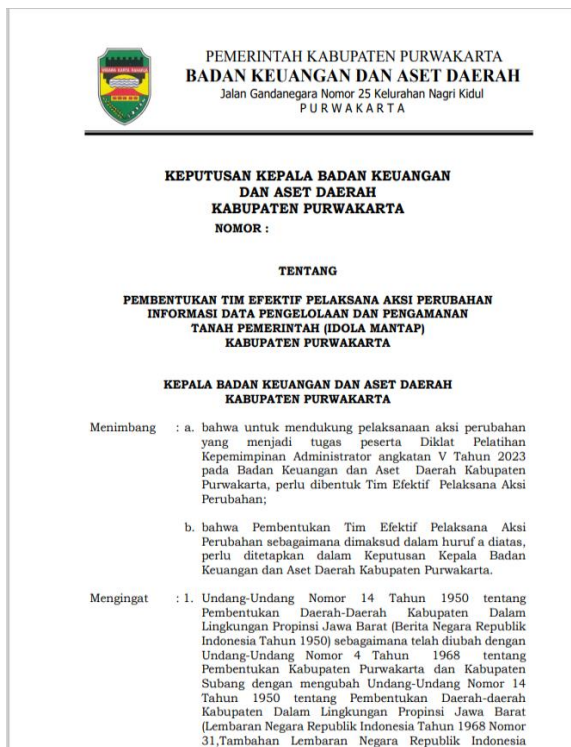 PEMERINTAH KABUPATEN PURWAKARTA
BADAN KEUANGAN DAN ASET DAERAH
Jalan Gandanegara Nomor 25 Kelurahan Nagri Kidul
P U R W A K A R T A
KEPUTUSAN KEPALA BADAN KEUANGAN
DAN ASET DAERAH
KABUPATEN PURWAKARTA
NOMOR :
TENTANG
PEMBENTUKAN TIM EFEKTIF PELAKSANA AKSI PERUBAHAN
INFORMASI DATA PENGELOLAAN DAN PENGAMANAN
TANAH PEMERINTAH (IDOLA MANTAP)
KABUPATEN PURWAKARTA
KEPALA BADAN KEUANGAN DAN ASET DAERAH
KABUPATEN PURWAKARTA
Menimbang : a. bahwa untuk mendukung pelaksanaan aksi perubahan
yang menjadi tugas peserta Diklat Pelatihan
Kepemimpinan Administrator angkatan V Tahun 2023
pada Badan Keuangan dan Aset Daerah Kabupaten
Purwakarta, perlu dibentuk Tim Efektif Pelaksana Aksi
Perubahan;
b. bahwa Pembentukan Tim Efektif Pelaksana Aksi
Perubahan sebagaimana dimaksud dalam huruf a diatas,
perlu ditetapkan dalam Keputusan Kepala Badan
Keuangan dan Aset Daerah Kabupaten Purwakarta.
Mengingat : 1. Undang-Undang Nomor 14 Tahun 1950 tentang
Pembentukan Daerah-Daerah Kabupaten Dalam
Lingkungan Propinsi Jawa Barat (Berita Negara Republik
Indonesia Tahun 1950) sebagaimana telah diubah dengan
Undang-Undang Nomor 4 Tahun 1968 tentang
Pembentukan Kabupaten Purwakarta dan Kabupaten
Subang dengan mengubah Undang-Undang Nomor 14
Tahun 1950 tentang Pembentukan Daerah-daerah
Kabupaten Dalam Lingkungan Propinsi Jawa Barat
(Lembaran Negara Republik Indonesia Tahun 1968 Nomor
31,Tambahan Lembaran Negara Republik Indonesia